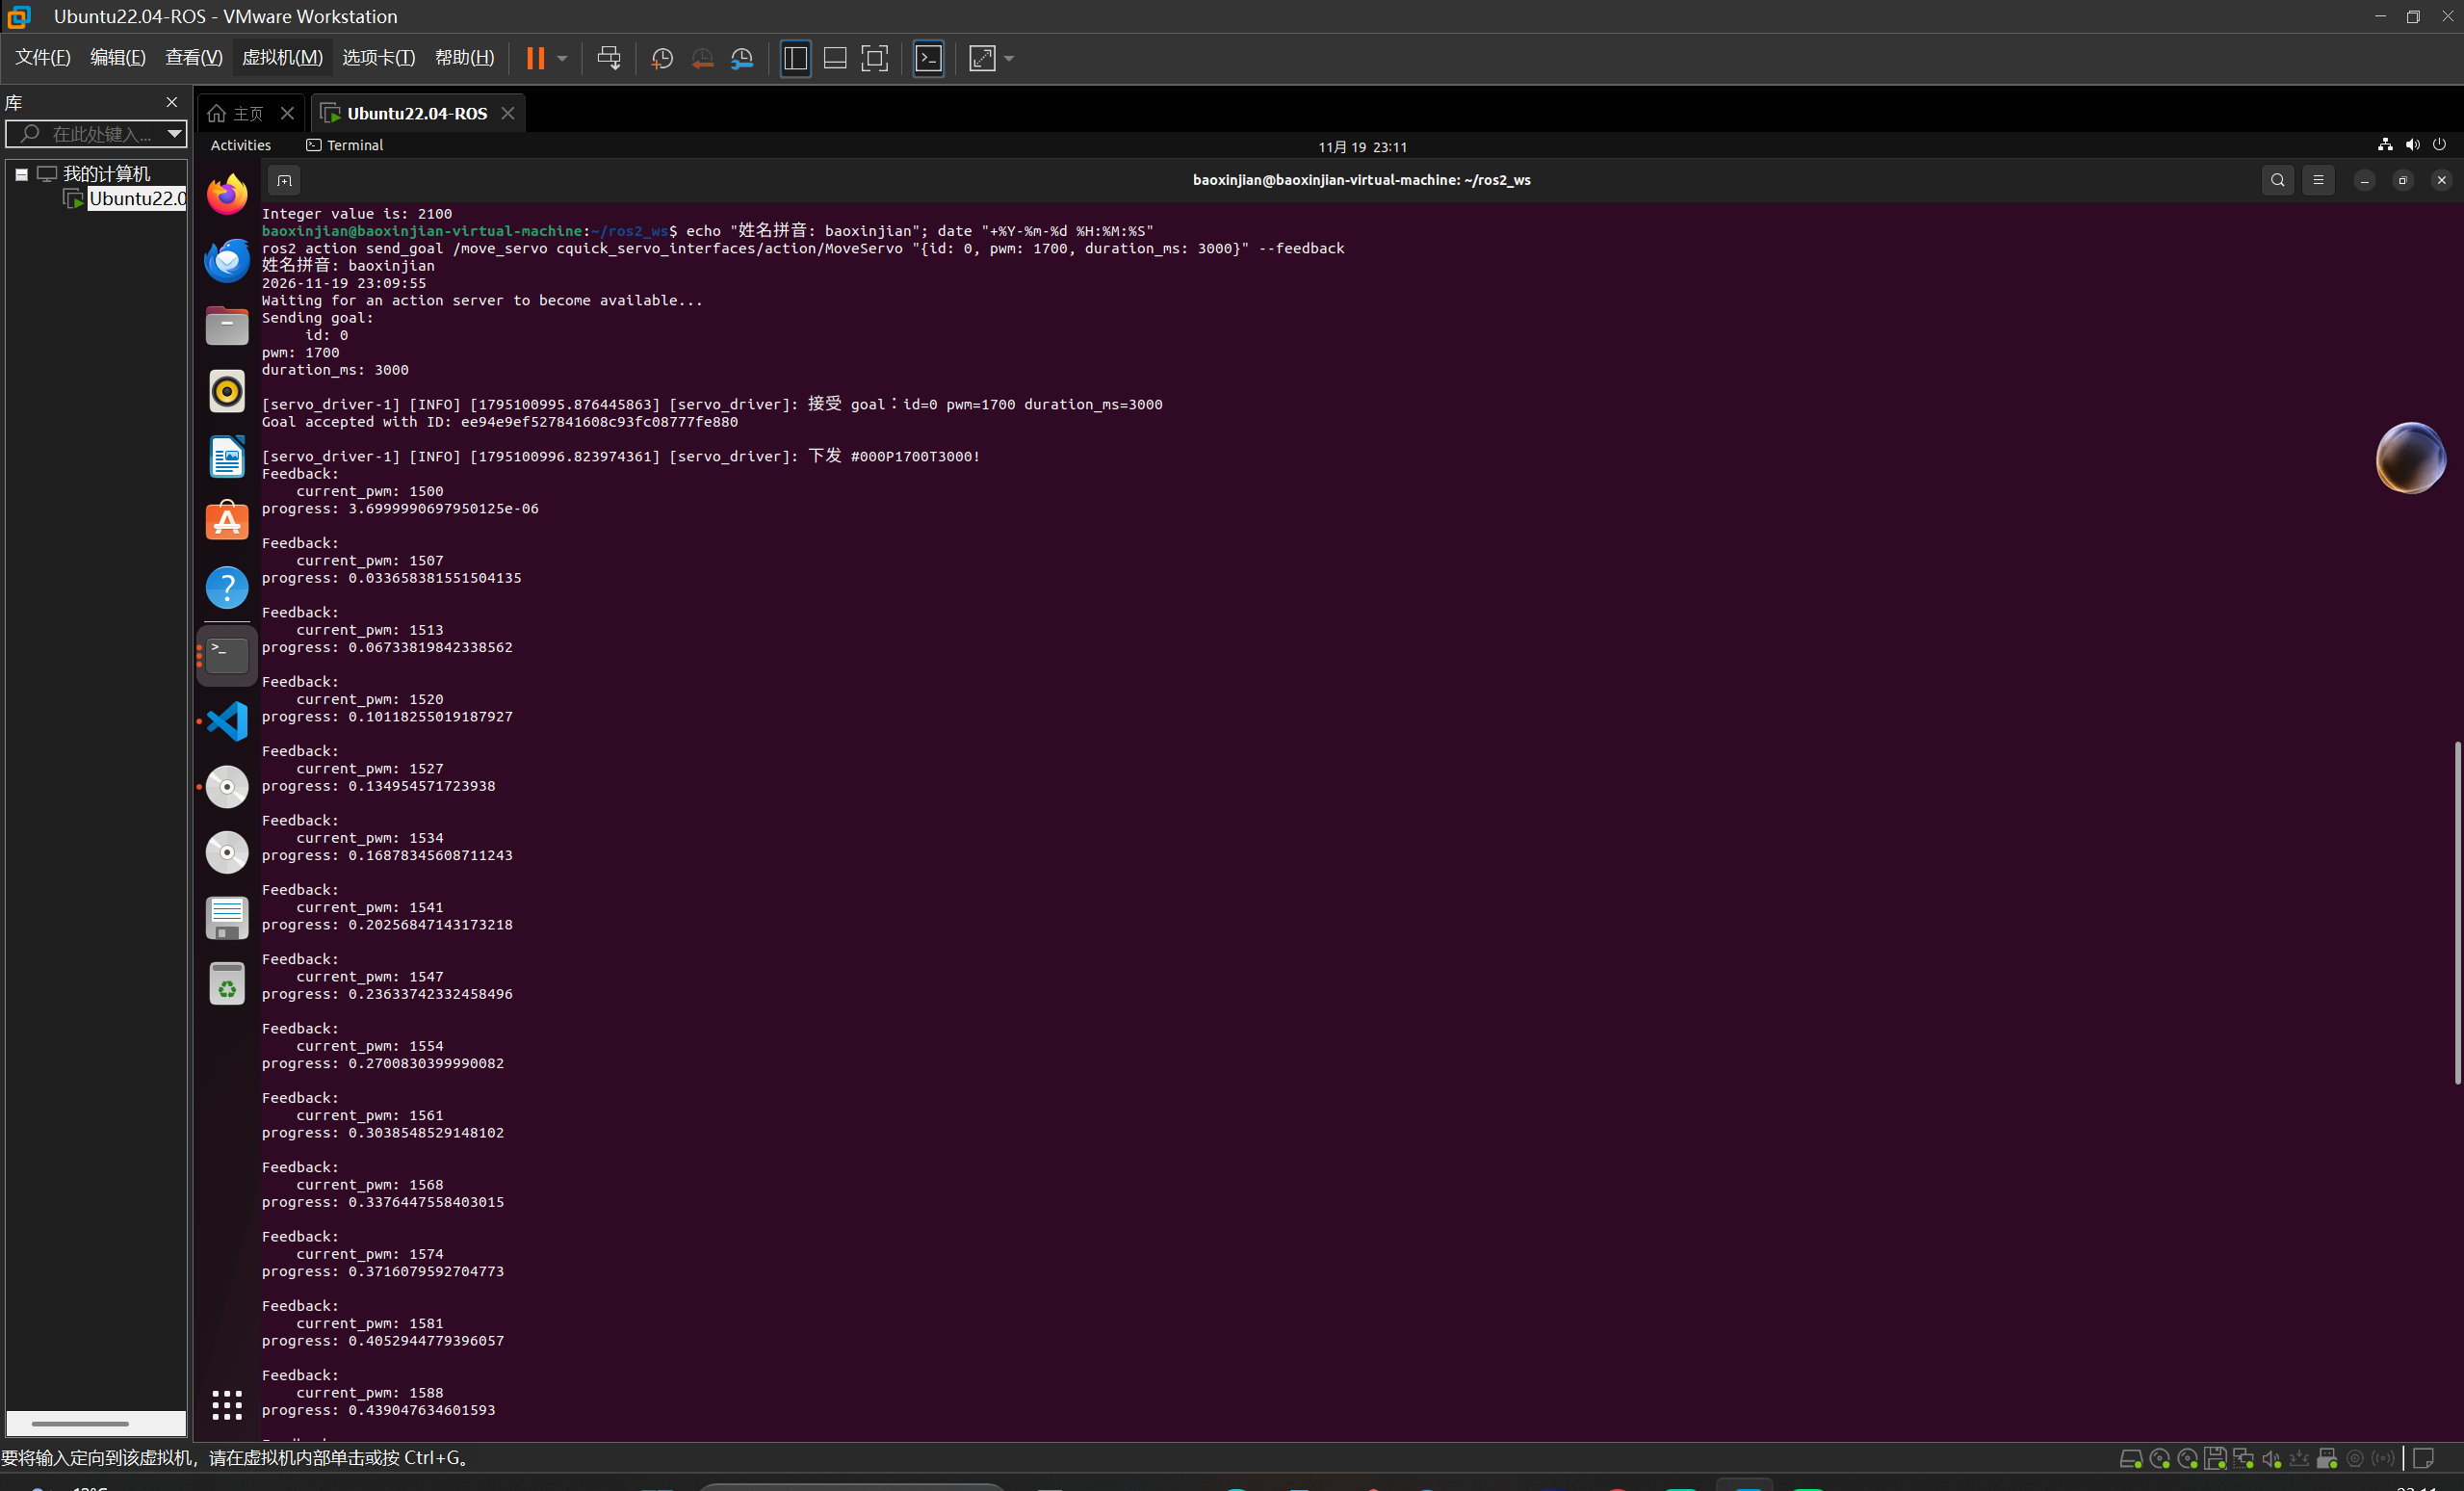 Ubuntu22.04-ROS - VMware Workstation
文件(F) 编辑(E) 查看(V) 虚拟机(M) 选项卡(T) 帮助(H)
库
在此处键入...
我的计算机
Ubuntu22.0
主页
Ubuntu22.04-ROS
Activities
Terminal
11月 19 23:11
baoxinjian@baoxinjian-virtual-machine: ~/ros2_ws
Integer value is: 2100
baoxinjian@baoxinjian-virtual-machine:~/ros2_ws$ echo "姓名拼音: baoxinjian"; date "+%Y-%m-%d %H:%M:%S"
ros2 action send_goal /move_servo cquick_servo_interfaces/action/MoveServo "{id: 0, pwm: 1700, duration_ms: 3000}" --feedback
姓名拼音: baoxinjian
2026-11-19 23:09:55
Waiting for an action server to become available...
Sending goal:
id: 0
pwm: 1700
duration_ms: 3000
[servo_driver-1] [INFO] [1795100995.876445863] [servo_driver]: 接受 goal：id=0 pwm=1700 duration_ms=3000
Goal accepted with ID: ee94e9ef527841608c93fc08777fe880
[servo_driver-1] [INFO] [1795100996.823974361] [servo_driver]: 下发 #000P1700T3000!
Feedback:
current_pwm: 1500
progress: 3.6999990697950125e-06
Feedback:
current_pwm: 1507
progress: 0.033658381551504135
Feedback:
current_pwm: 1513
progress: 0.06733819842338562
Feedback:
current_pwm: 1520
progress: 0.10118255019187927
Feedback:
current_pwm: 1527
progress: 0.134954571723938
Feedback:
current_pwm: 1534
progress: 0.16878345608711243
Feedback:
current_pwm: 1541
progress: 0.20256847143173218
Feedback:
current_pwm: 1547
progress: 0.23633742332458496
Feedback:
current_pwm: 1554
progress: 0.2700830399990082
Feedback:
current_pwm: 1561
progress: 0.3038548529148102
Feedback:
current_pwm: 1568
progress: 0.3376447558403015
Feedback:
current_pwm: 1574
progress: 0.3716079592704773
Feedback:
current_pwm: 1581
progress: 0.4052944779396057
Feedback:
current_pwm: 1588
progress: 0.439047634601593
要将输入定向到该虚拟机，请在虚拟机内部单击或按 Ctrl+G。